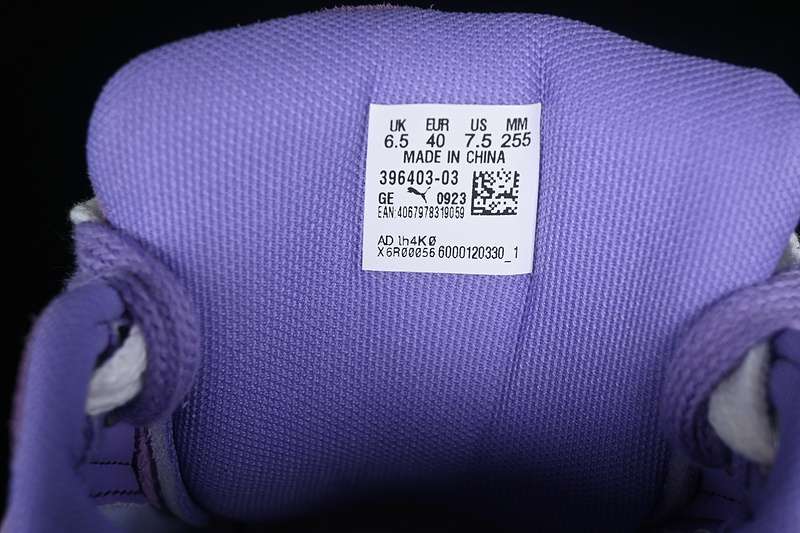 UK EUR US MM
6.5 40 7.5 255
MADE IN CHINA
396403-03
GE 0923
EAN:4067978319059
AD lh4KØ
X6R00056 6000120330_1